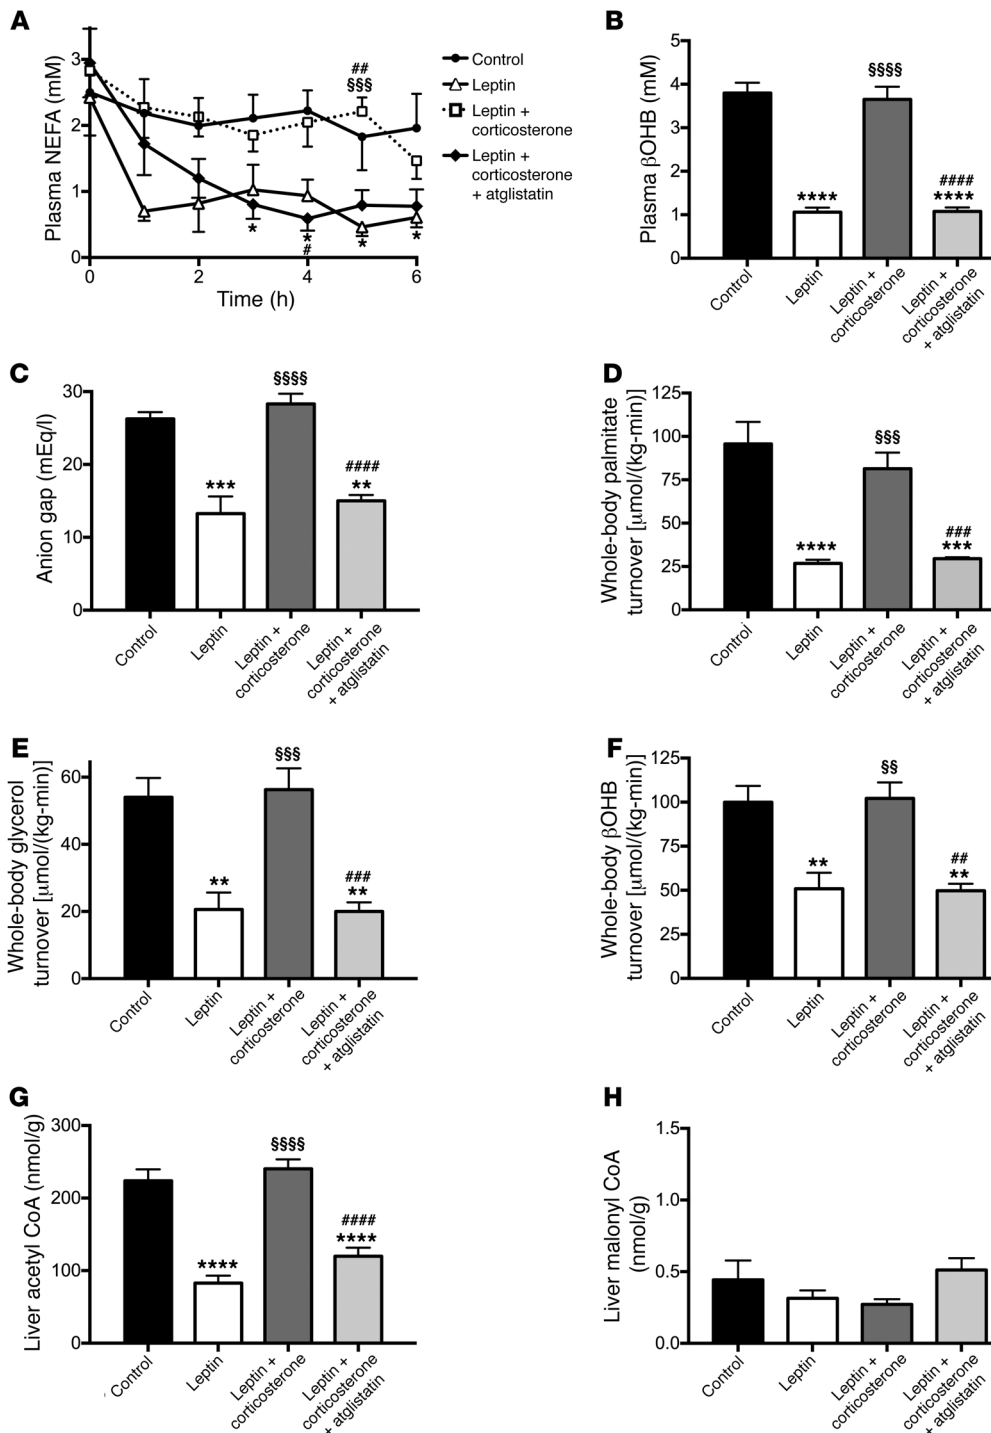 A
Plasma NEFA (mM)
3
2
1
0
0
2
4
6
Time (h)
##
§§§
*
*
#
*
*
Control
Leptin
Leptin +
corticosterone
Leptin +
corticosterone
+ atglistatin
B
Plasma βOHB (mM)
5
4
3
2
1
0
****
§§§§
####
****
Control
Leptin
Leptin +
corticosterone
Leptin +
corticosterone
+ atglistatin
C
Anion gap (mEq/l)
30
20
10
0
***
§§§§
####
**
Control
Leptin
Leptin +
corticosterone
Leptin +
corticosterone
+ atglistatin
D
Whole-body palmitate
turnover [μmol/(kg-min)]
125
100
75
50
25
0
****
§§§
###
***
Control
Leptin
Leptin +
corticosterone
Leptin +
corticosterone
+ atglistatin
E
Whole-body glycerol
turnover [μmol/(kg-min)]
60
40
20
0
**
§§§
###
**
Control
Leptin
Leptin +
corticosterone
Leptin +
corticosterone
+ atglistatin
F
Whole-body βOHB
turnover [μmol/(kg-min)]
125
100
75
50
25
0
**
§§
##
**
Control
Leptin
Leptin +
corticosterone
Leptin +
corticosterone
+ atglistatin
G
Liver acetyl CoA (nmol/g)
300
200
100
0
****
§§§§
####
****
Control
Leptin
Leptin +
corticosterone
Leptin +
corticosterone
+ atglistatin
H
Liver malonyl CoA
(nmol/g)
1.5
1.0
0.5
0.0
Control
Leptin
Leptin +
corticosterone
Leptin +
corticosterone
+ atglistatin